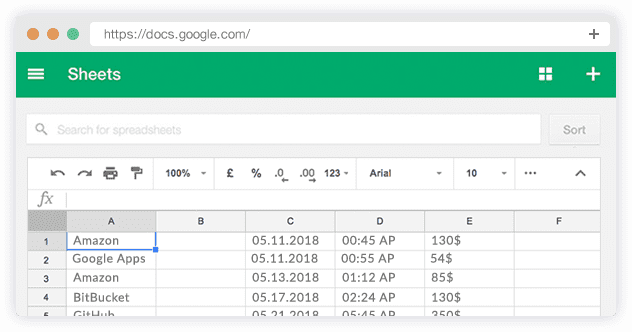 https://docs.google.com/
Sheets
Search for spreadsheets
Sort
100% £ % .0 .00 123 Arial 10
fx
A B C D E F
1 Amazon 05.11.2018 00:45 AP 130$
2 Google Apps 05.11.2018 00:55 AP 54$
3 Amazon 05.13.2018 01:12 AP 85$
4 BitBucket 05.17.2018 02:24 AP 130$
GitHub 05.21.2018 05:45 AP 350$